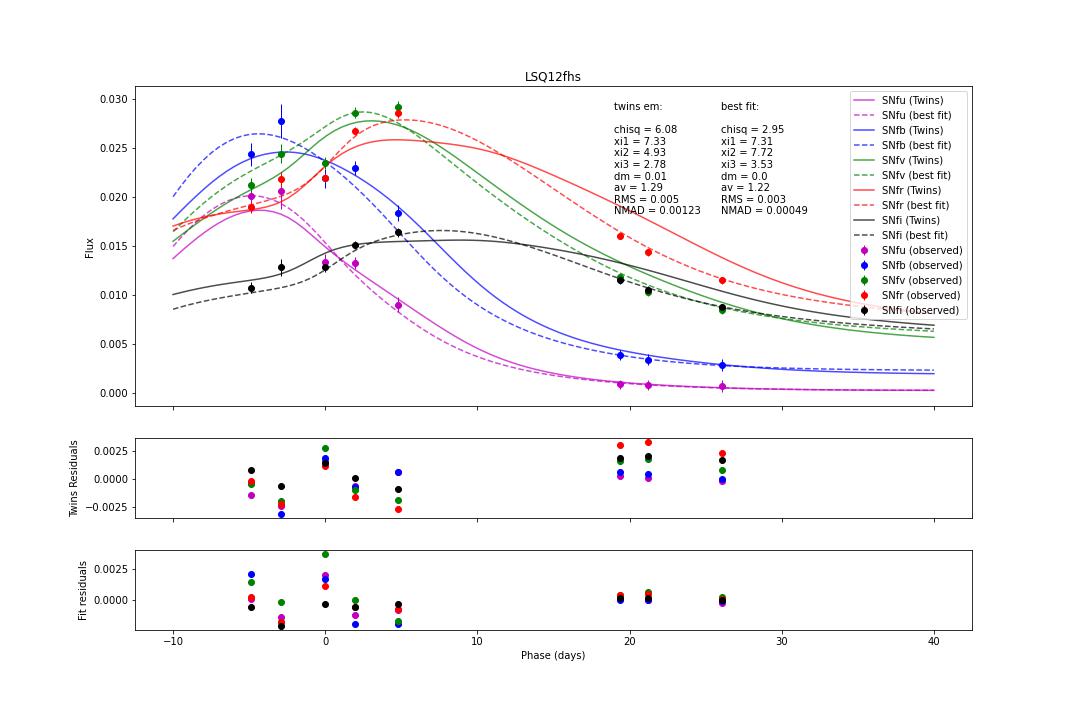 LSQ12fhs
Flux
0.030
0.025
0.020
0.015
0.010
0.005
0.000
twins em:
chisq = 6.08
xi1 = 7.33
xi2 = 4.93
xi3 = 2.78
dm = 0.01
av = 1.29
RMS = 0.005
NMAD = 0.00123
best fit:
chisq = 2.95
xi1 = 7.31
xi2 = 7.72
xi3 = 3.53
dm = 0.0
av = 1.22
RMS = 0.003
NMAD = 0.00049
SNfu (Twins)
SNfu (best fit)
SNfb (Twins)
SNfb (best fit)
SNfv (Twins)
SNfv (best fit)
SNfr (Twins)
SNfr (best fit)
SNfi (Twins)
SNfi (best fit)
SNfu (observed)
SNfb (observed)
SNfv (observed)
SNfr (observed)
SNfi (observed)
Twins Residuals
0.0025
0.0000
−0.0025
Fit residuals
0.0025
0.0000
−10 0 10 20 30 40
Phase (days)